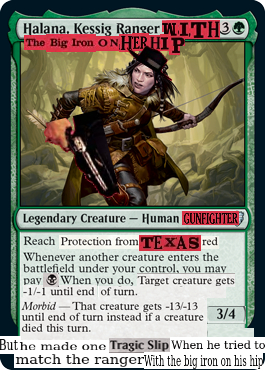 Halana, Kessig Ranger WITH 3
The Big Iron ON HER HIP
Legendary Creature — Human GUNFIGHTER
Reach Protection from TEXAS red
Whenever another creature enters the
battlefield under your control, you may
pay When you do, Target creature gets
-1/-1 until end of turn.
Morbid — That creature gets -13/-13
until end of turn instead if a creature
died this turn.
3/4
But he made one Tragic Slip When he tried to
match the ranger With the big iron on his hip